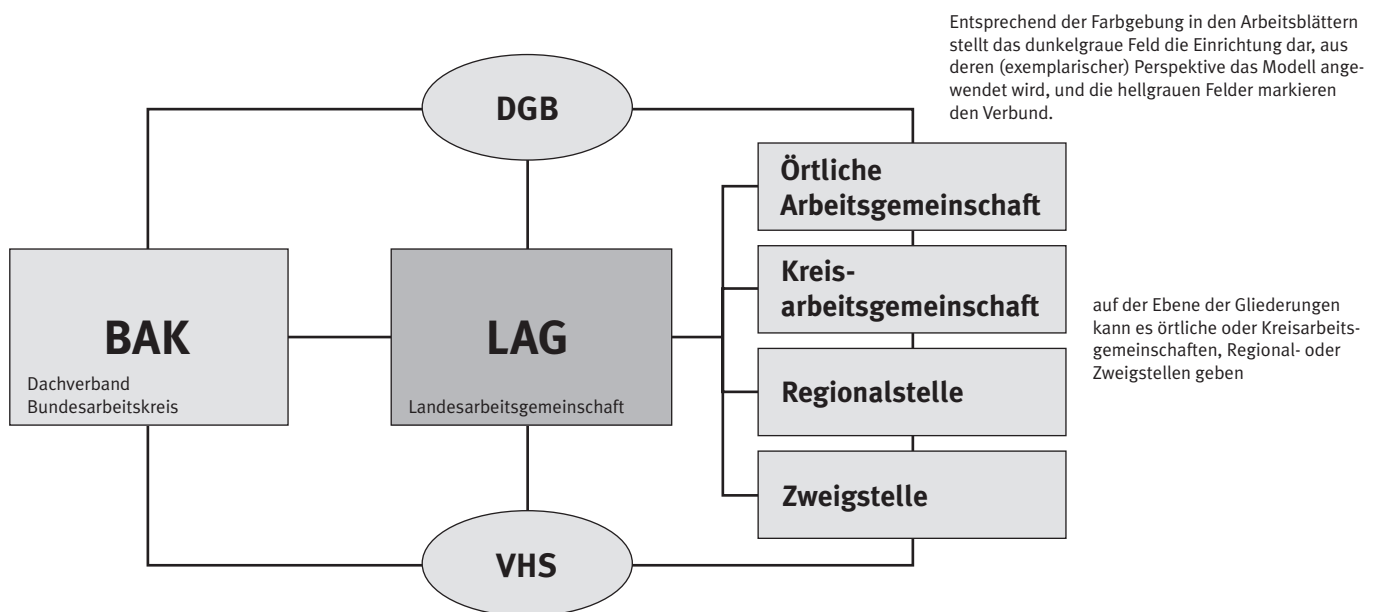 Entsprechend der Farbgebung in den Arbeitsblättern
stellt das dunkelgraue Feld die Einrichtung dar, aus
deren (exemplarischer) Perspektive das Modell ange-
wendet wird, und die hellgrauen Felder markieren
den Verbund.
DGB
Örtliche
Arbeitsgemeinschaft
Kreis-
arbeitsgemeinschaft
auf der Ebene der Gliederungen
kann es örtliche oder Kreisarbeits-
gemeinschaften, Regional- oder
Zweigstellen geben
BAK
Dachverband
Bundesarbeitskreis
LAG
Landesarbeitsgemeinschaft
Regionalstelle
Zweigstelle
VHS